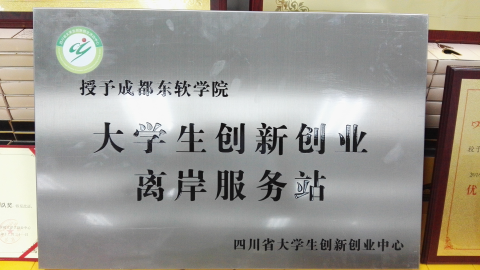 授予成都东软学院
大学生创新创业
离岸服务站
四川省大学生创新创业中心